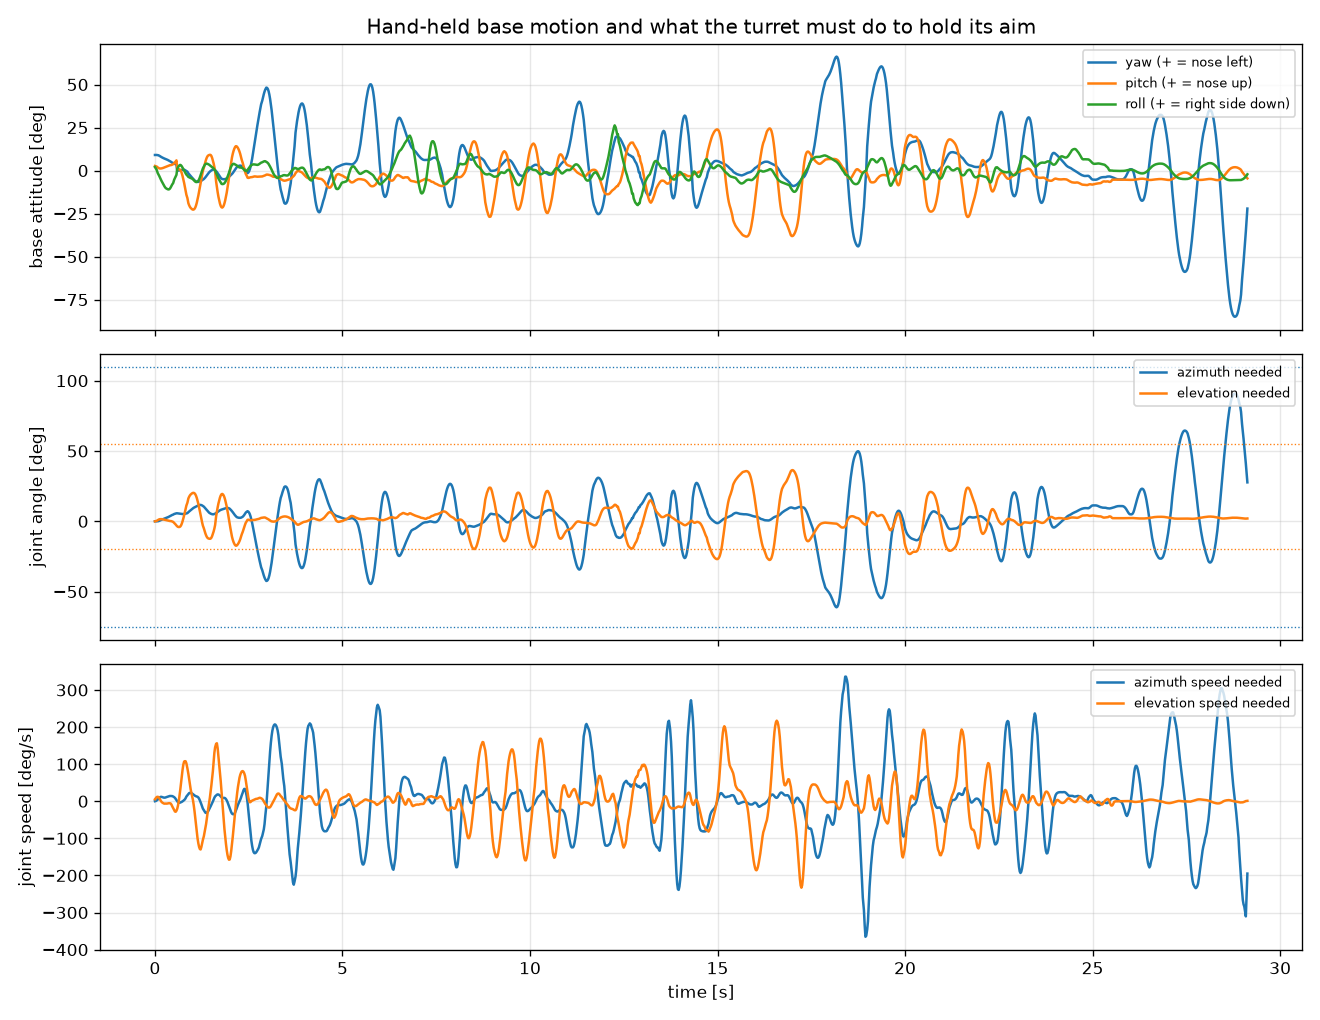 Hand-held base motion and what the turret must do to hold its aim
base attitude [deg]
50
25
0
−25
−50
−75
yaw (+ = nose left)
pitch (+ = nose up)
roll (+ = right side down)
joint angle [deg]
100
50
0
−50
azimuth needed
elevation needed
joint speed [deg/s]
300
200
100
0
−100
−200
−300
−400
azimuth speed needed
elevation speed needed
0 5 10 15 20 25 30
time [s]